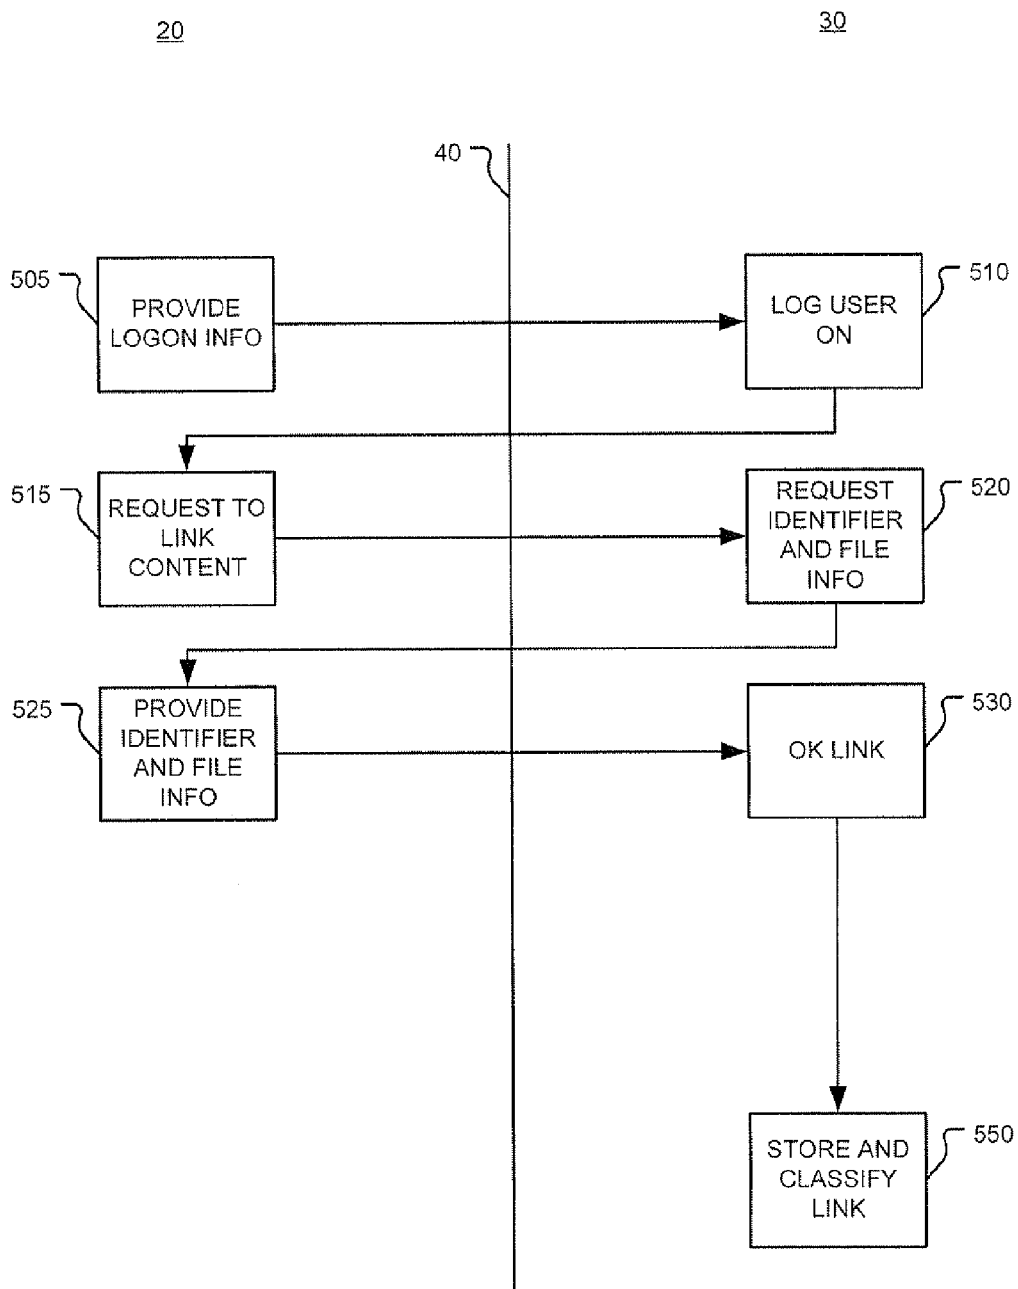 20
30
40
505
PROVIDE
LOGON INFO
LOG USER
ON
510
515
REQUEST TO
LINK
CONTENT
REQUEST
IDENTIFIER
AND FILE
INFO
520
525
PROVIDE
IDENTIFIER
AND FILE
INFO
OK LINK
530
STORE AND
CLASSIFY
LINK
550